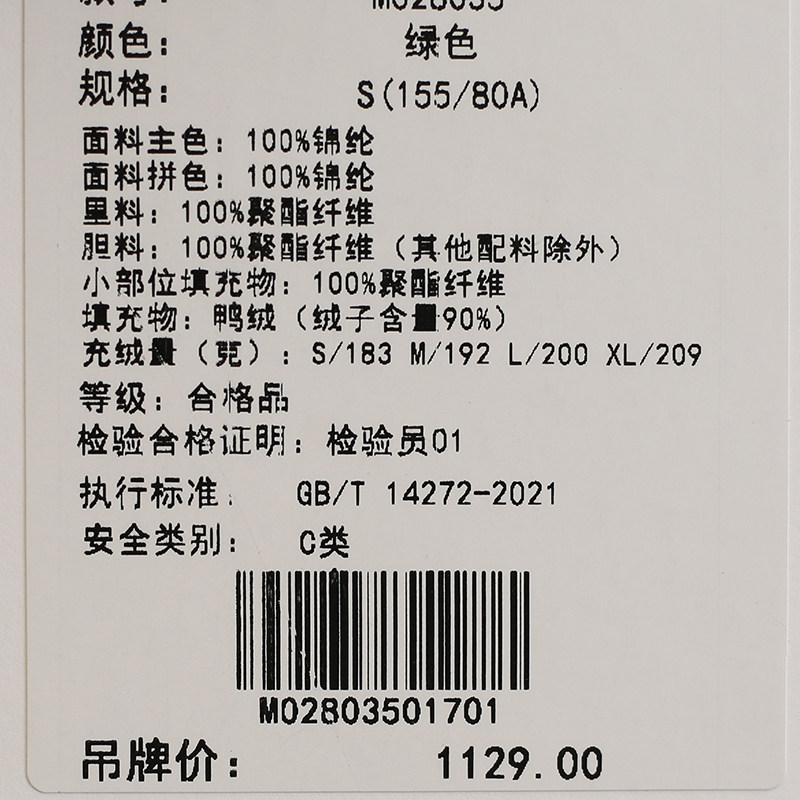 款号： M028035
颜色： 绿色
规格： S(155/80A)
面料主色：100%锦纶
面料拼色：100%锦纶
里料：100%聚酯纤维
胆料：100%聚酯纤维（其他配料除外）
小部位填充物：100%聚酯纤维
填充物：鸭绒（绒子含量90%）
充绒量（克）：S/183 M/192 L/200 XL/209
等级：合格品
检验合格证明：检验员01
执行标准： GB/T 14272-2021
安全类别： C类
M02803501701
吊牌价： 1129.00